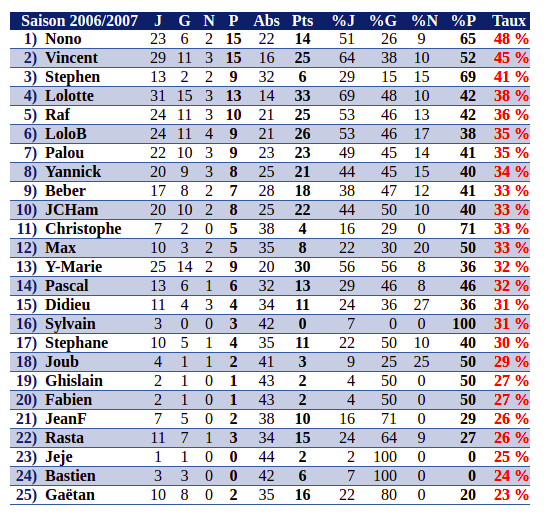 Saison 2006/2007 J G N P Abs Pts %J %G %N %P Taux
1) Nono 23 6 2 15 22 14 51 26 9 65 48 %
2) Vincent 29 11 3 15 16 25 64 38 10 52 45 %
3) Stephen 13 2 2 9 32 6 29 15 15 69 41 %
4) Lolotte 31 15 3 13 14 33 69 48 10 42 38 %
5) Raf 24 11 3 10 21 25 53 46 13 42 36 %
6) LoloB 24 11 4 9 21 26 53 46 17 38 35 %
7) Palou 22 10 3 9 23 23 49 45 14 41 35 %
8) Yannick 20 9 3 8 25 21 44 45 15 40 34 %
9) Beber 17 8 2 7 28 18 38 47 12 41 33 %
10) JCHam 20 10 2 8 25 22 44 50 10 40 33 %
11) Christophe 7 2 0 5 38 4 16 29 0 71 33 %
12) Max 10 3 2 5 35 8 22 30 20 50 33 %
13) Y-Marie 25 14 2 9 20 30 56 56 8 36 32 %
14) Pascal 13 6 1 6 32 13 29 46 8 46 32 %
15) Didieu 11 4 3 4 34 11 24 36 27 36 31 %
16) Sylvain 3 0 0 3 42 0 7 0 0 100 31 %
17) Stephane 10 5 1 4 35 11 22 50 10 40 30 %
18) Joub 4 1 1 2 41 3 9 25 25 50 29 %
19) Ghislain 2 1 0 1 43 2 4 50 0 50 27 %
20) Fabien 2 1 0 1 43 2 4 50 0 50 27 %
21) JeanF 7 5 0 2 38 10 16 71 0 29 26 %
22) Rasta 11 7 1 3 34 15 24 64 9 27 26 %
23) Jeje 1 1 0 0 44 2 2 100 0 0 25 %
24) Bastien 3 3 0 0 42 6 7 100 0 0 24 %
25) Gaëtan 10 8 0 2 35 16 22 80 0 20 23 %